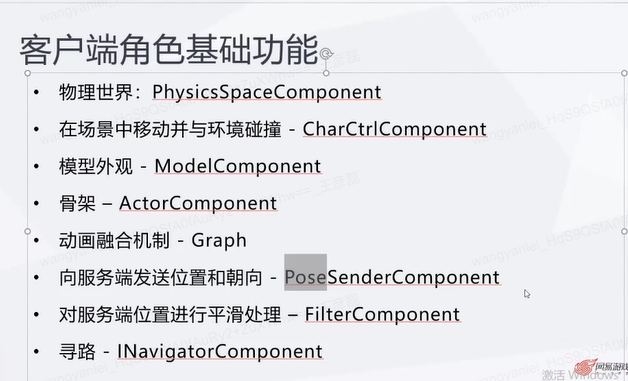 客户端角色基础功能
• 物理世界：PhysicsSpaceComponent
• 在场景中移动并与环境碰撞 - CharCtrlComponent
• 模型外观 - ModelComponent
• 骨架 – ActorComponent
• 动画融合机制 - Graph
• 向服务端发送位置和朝向 - PoseSenderComponent
• 对服务端位置进行平滑处理 – FilterComponent
• 寻路 - INavigatorComponent
网易游戏
激活 Windows